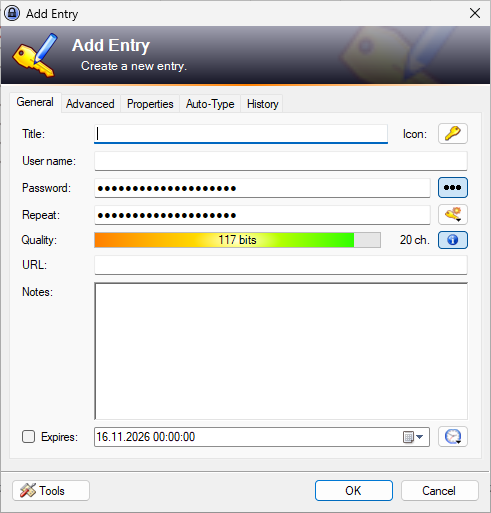 Add Entry
Add Entry
Create a new entry.
General Advanced Properties Auto-Type History
Title: Icon:
User name:
Password: ●●●●●●●●●●●●●●●●●●●● ●●●
Repeat: ●●●●●●●●●●●●●●●●●●●●
Quality: 117 bits 20 ch.
URL:
Notes:
Expires: 16.11.2026 00:00:00
Tools OK Cancel